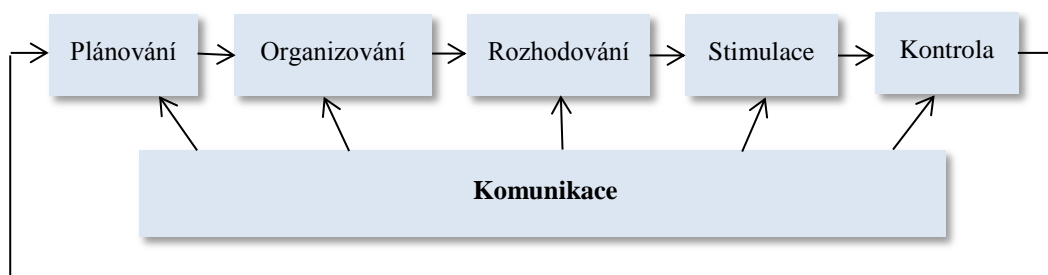 Plánování
Organizování
Rozhodování
Stimulace
Kontrola
Komunikace